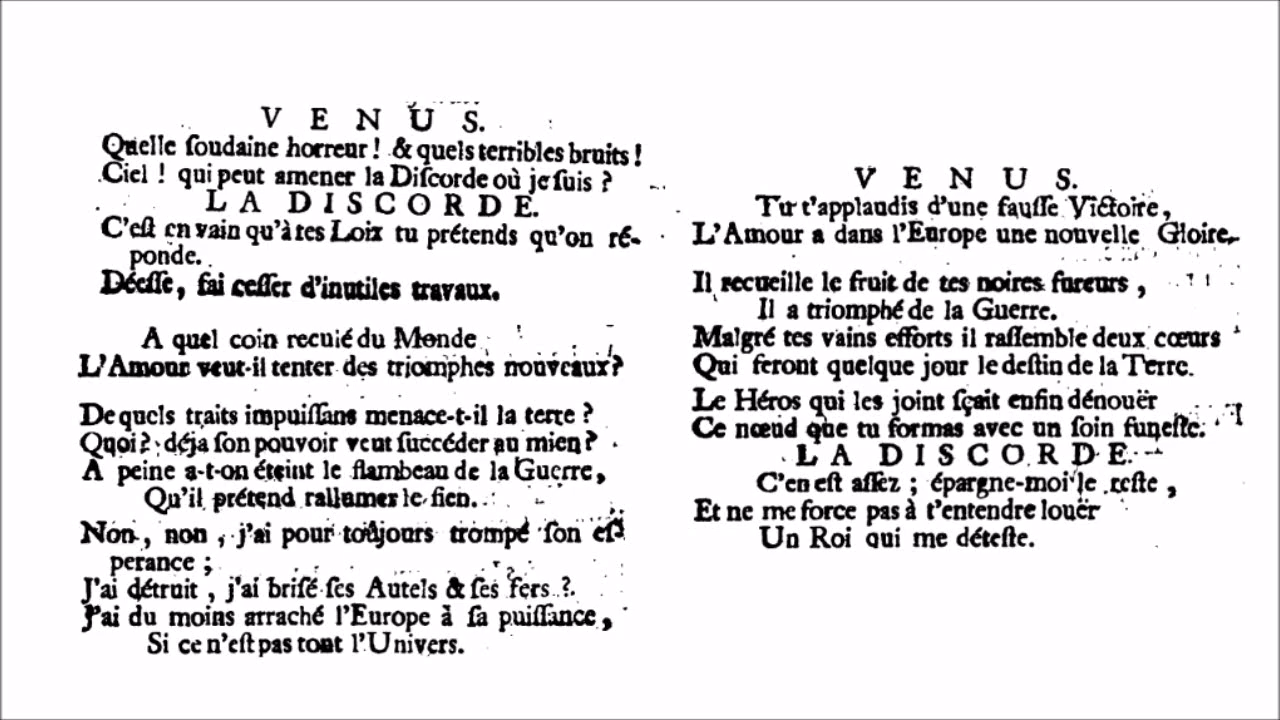 VENUS.
Quelle ſoudaine horreur! & quels terribles bruits!
Ciel! qui peut amener la Diſcorde où je ſuis?
LA DISCORDE.
C'eſt en vain qu'à tes Loix tu prétends qu'on ré-
ponde.
Déeſſe, fai ceſſer d'inutiles travaux.
A quel coin reculé du Monde
L'Amour veut-il tenter des triomphes nouveaux?
De quels traits impuiſſans menace-t-il la terre?
Quoi? déja ſon pouvoir veut ſuccéder au mien?
A peine a-t-on éteint le flambeau de la Guerre,
Qu'il prétend rallumer le ſien.
Non, non, j'ai pour toûjours trompé ſon eſ-
perance;
J'ai détruit, j'ai briſé ſes Autels & ſes fers?
J'ai du moins arraché l'Europe à ſa puiſſance,
Si ce n'eſt pas tout l'Univers.
VENUS.
Tu t'applaudis d'une fauſſe Victoire,
L'Amour a dans l'Europe une nouvelle Gloire.
Il recueille le fruit de tes noires fureurs,
Il a triomphé de la Guerre.
Malgré tes vains efforts il raſſemble deux cœurs
Qui feront quelque jour le deſtin de la Terre.
Le Héros qui les joint ſçait enfin dénouër
Ce nœud que tu formas avec un ſoin funeſte.
LA DISCORDE.
C'en eſt aſſez; épargne-moi le reſte,
Et ne me force pas à t'entendre louër
Un Roi qui me déteſte.